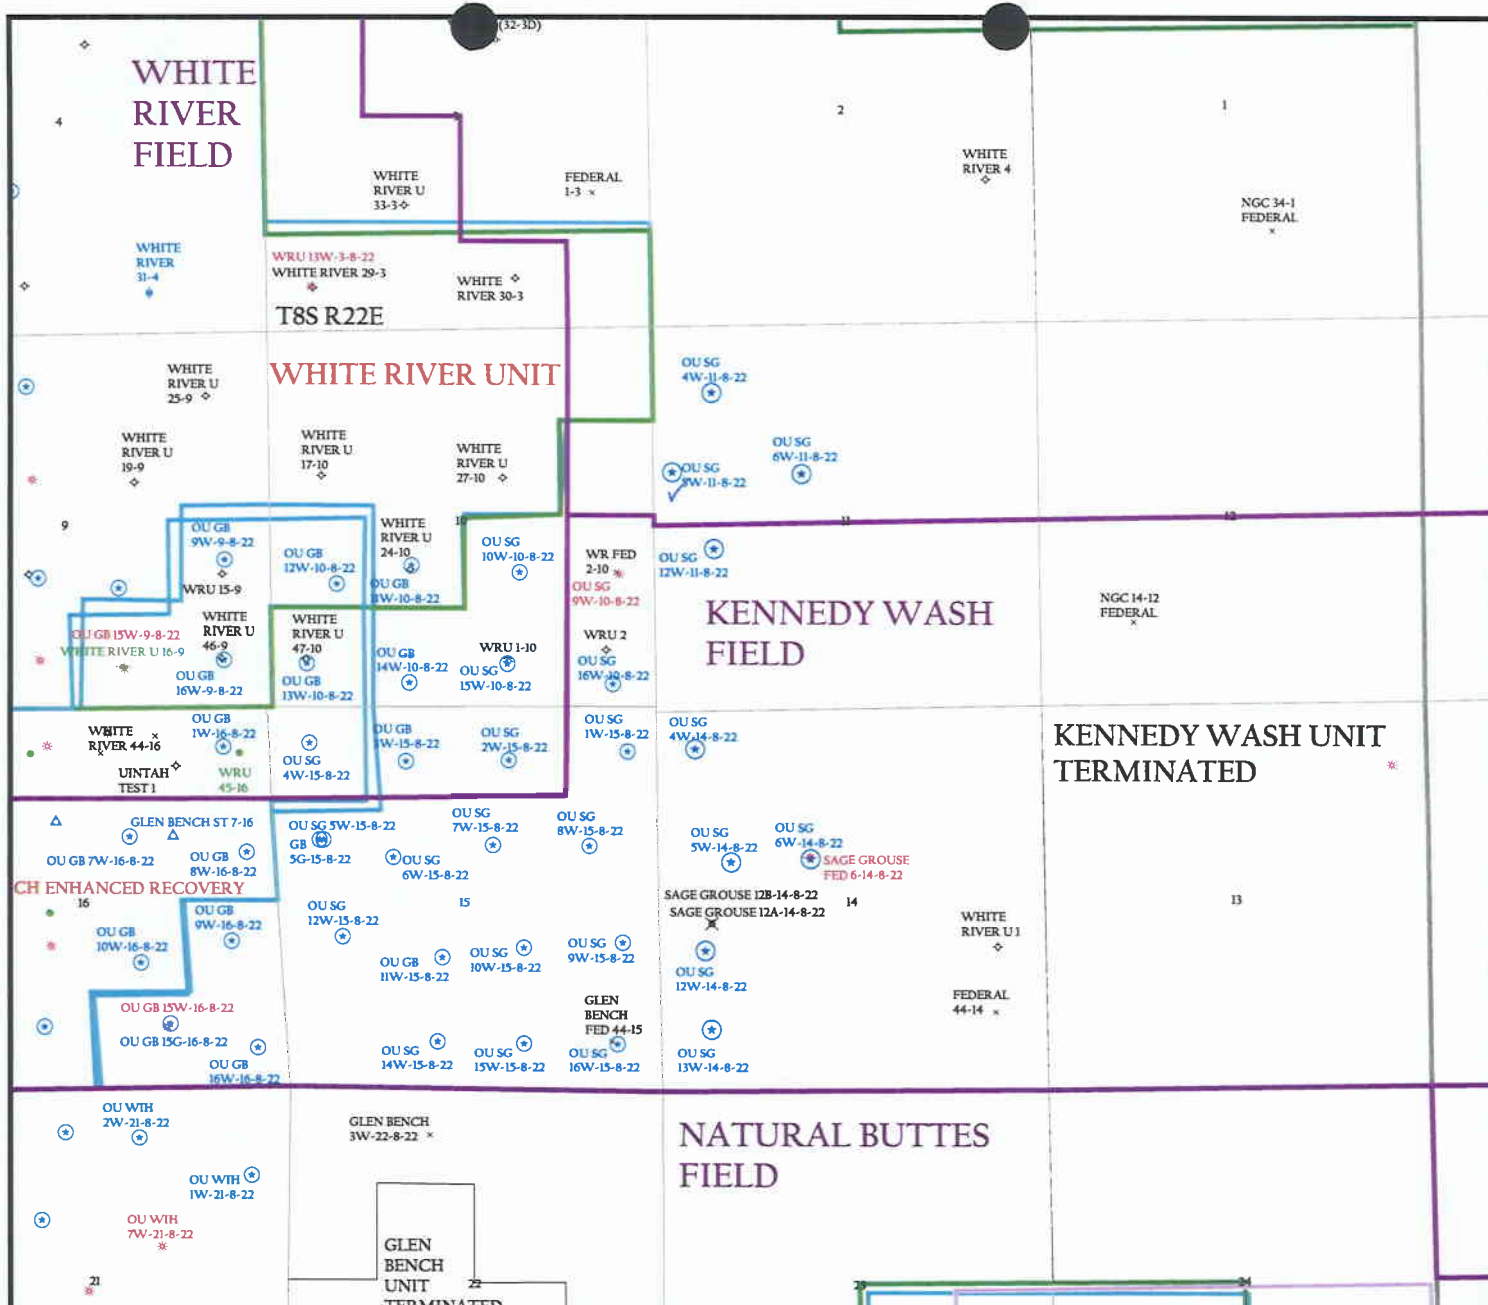 (32-3D)
WHITE
RIVER
FIELD
4
2
1
WHITE
RIVER U
33-3
FEDERAL
1-3
WHITE
RIVER 4
NGC 34-1
FEDERAL
WHITE
RIVER
31-4
WRU 13W-3-8-22
WHITE RIVER 29-3
WHITE
RIVER 30-3
T8S R22E
WHITE RIVER UNIT
WHITE
RIVER U
25-9
OU SG
4W-11-8-22
WHITE
RIVER U
19-9
WHITE
RIVER U
17-10
WHITE
RIVER U
27-10
OU SG
6W-11-8-22
OU SG
5W-11-8-22
9
10
11
12
OU GB
9W-9-8-22
WHITE
RIVER U
24-10
OU GB
12W-10-8-22
OU SG
10W-10-8-22
WR FED
2-10
OU SG
9W-10-8-22
OU SG
12W-11-8-22
WRU 15-9
OU GB
11W-10-8-22
KENNEDY WASH
FIELD
NGC 14-12
FEDERAL
OU GB 15W-9-8-22
WHITE RIVER U 16-9
WHITE
RIVER U
46-9
WHITE
RIVER U
47-10
OU GB
14W-10-8-22
WRU 1-10
OU SG
15W-10-8-22
WRU 2
OU SG
16W-10-8-22
OU GB
16W-9-8-22
OU GB
13W-10-8-22
WHITE
RIVER 44-16
OU GB
1W-16-8-22
OU SG
4W-15-8-22
OU GB
3W-15-8-22
OU SG
2W-15-8-22
OU SG
1W-15-8-22
OU SG
4W-14-8-22
KENNEDY WASH UNIT
TERMINATED
UINTAH
TEST 1
WRU
45-16
GLEN BENCH ST 7-16
OU GB 7W-16-8-22
OU GB
8W-16-8-22
OU SG 5W-15-8-22
GB
5G-15-8-22
OU SG
6W-15-8-22
OU SG
7W-15-8-22
OU SG
8W-15-8-22
OU SG
5W-14-8-22
OU SG
6W-14-8-22
SAGE GROUSE
FED 6-14-8-22
CH ENHANCED RECOVERY
16
15
14
13
SAGE GROUSE 12B-14-8-22
SAGE GROUSE 12A-14-8-22
OU GB
9W-16-8-22
OU GB
10W-16-8-22
OU SG
12W-15-8-22
OU GB
11W-15-8-22
OU SG
10W-15-8-22
OU SG
9W-15-8-22
OU SG
12W-14-8-22
WHITE
RIVER U 1
FEDERAL
44-14
OU GB 15W-16-8-22
OU GB 15G-16-8-22
OU GB
16W-16-8-22
OU SG
14W-15-8-22
OU SG
15W-15-8-22
GLEN
BENCH
FED 44-15
OU SG
16W-15-8-22
OU SG
13W-14-8-22
OU WIH
2W-21-8-22
GLEN BENCH
3W-22-8-22
NATURAL BUTTES
FIELD
OU WIH
1W-21-8-22
OU WIH
7W-21-8-22
GLEN
BENCH
UNIT
TERMINATED
21
22
23
24